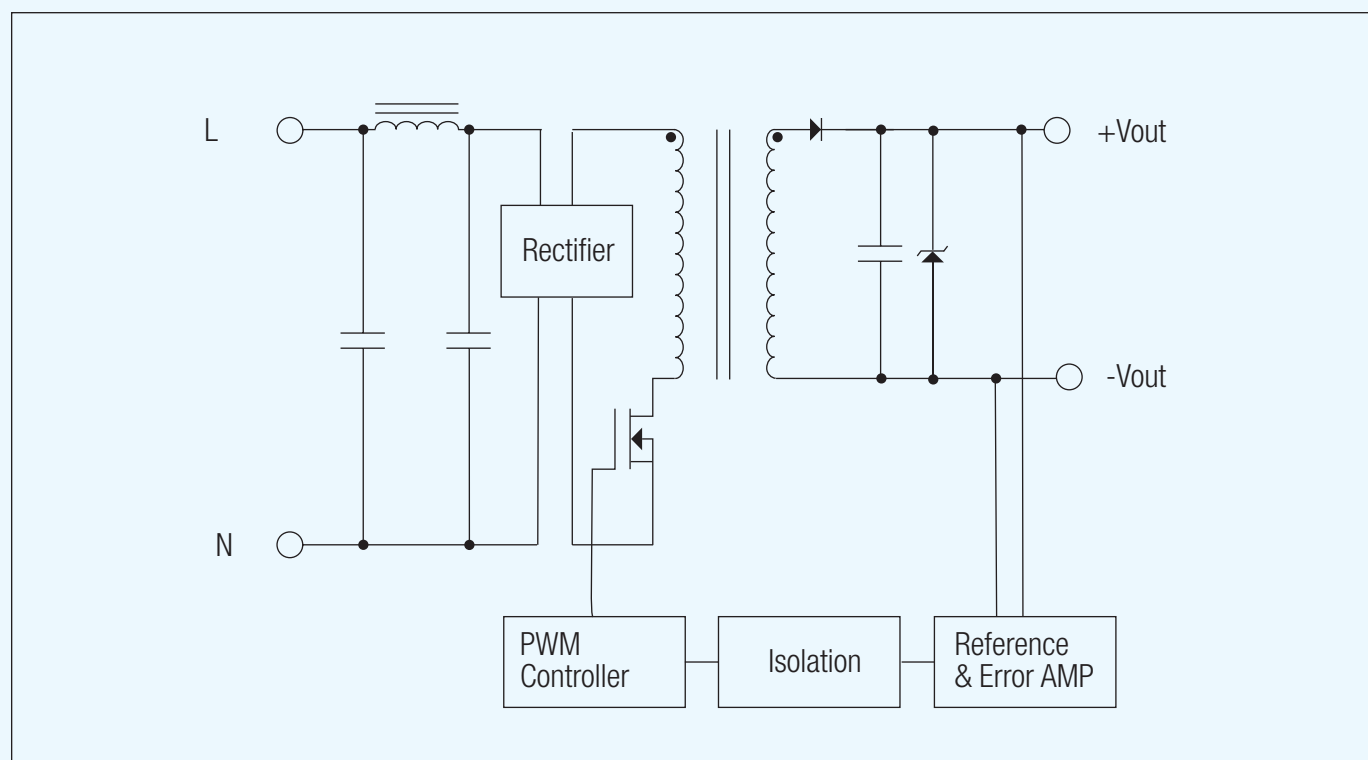 L
+Vout
Rectifier
-Vout
N
PWM
Controller
Isolation
Reference
& Error AMP